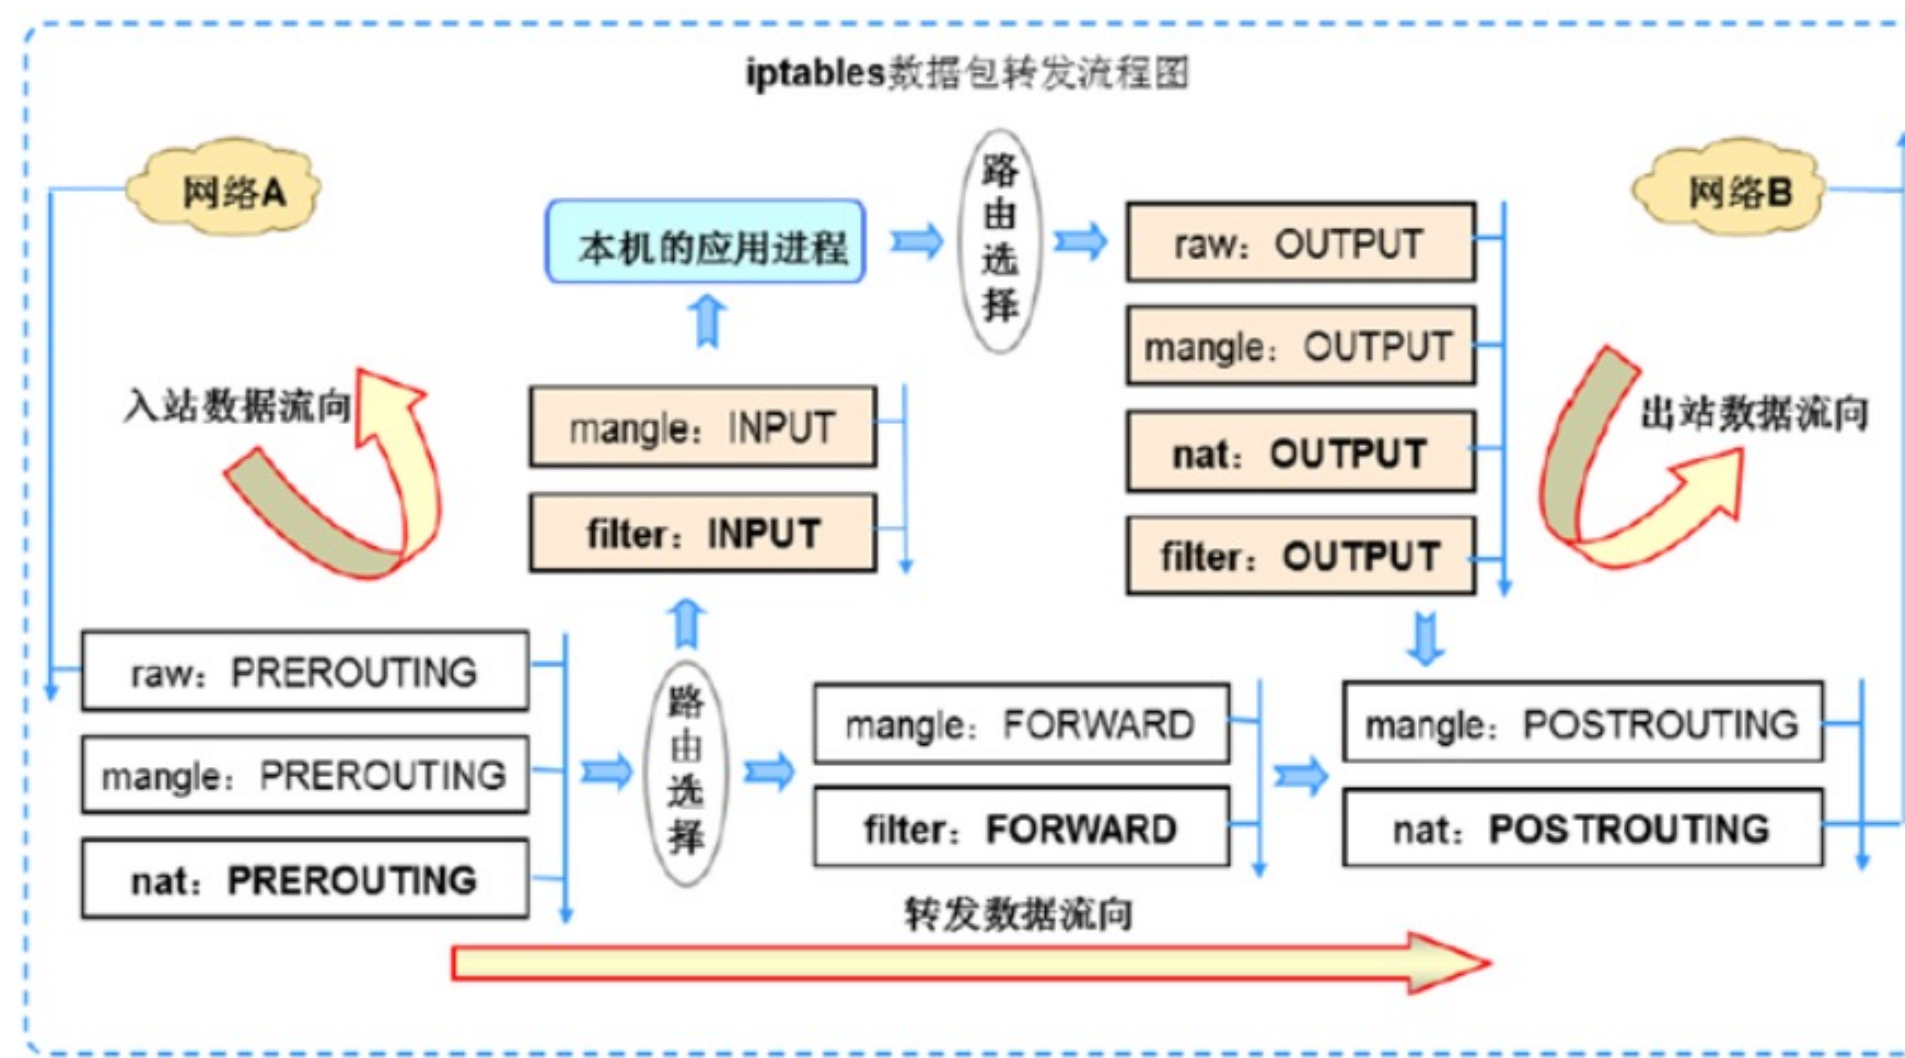 iptables数据包转发流程图
网络A
网络B
路由选择
本机的应用进程
raw：OUTPUT
mangle：OUTPUT
nat：OUTPUT
filter：OUTPUT
入站数据流向
出站数据流向
mangle：INPUT
filter：INPUT
raw：PREROUTING
mangle：PREROUTING
nat：PREROUTING
路由选择
mangle：FORWARD
filter：FORWARD
mangle：POSTROUTING
nat：POSTROUTING
转发数据流向